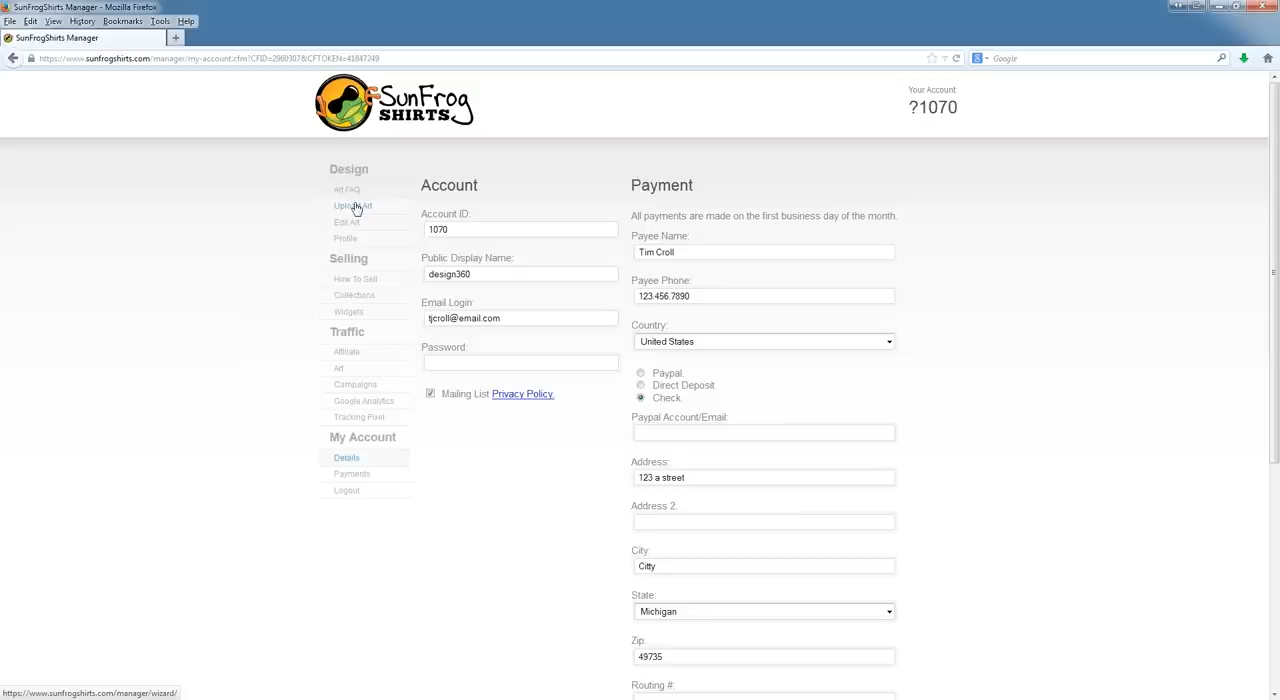 SunFrogShirts Manager - Mozilla Firefox
File Edit View History Bookmarks Tools Help
SunFrogShirts Manager
https://www.sunfrogshirts.com/manager/my-account.cfm?CFID=2960307&CFTOKEN=41847249
Google
SunFrog
SHIRTS
Your Account:
?1070
Design
Art FAQ
Upload Art
Edit Art
Profile
Selling
How To Sell
Collections
Widgets
Traffic
Affiliate
Art
Campaigns
Google Analytics
Tracking Pixel
My Account
Details
Payments
Logout
Account
Account ID:
1070
Public Display Name:
design360
Email Login:
tjcroll@email.com
Password:
Mailing List Privacy Policy.
Payment
All payments are made on the first business day of the month.
Payee Name:
Tim Croll
Payee Phone:
123.456.7890
Country:
United States
Paypal.
Direct Deposit.
Check.
Paypal Account/Email:
Address:
123 a street
Address 2:
City:
Citty
State:
Michigan
Zip:
49735
Routing #:
https://www.sunfrogshirts.com/manager/wizard/